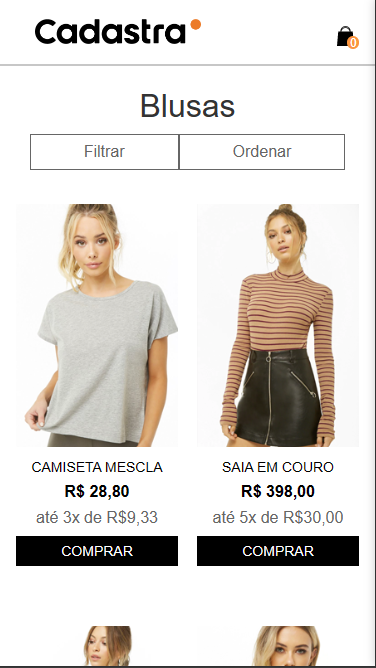 Cadastra
0
Blusas
Filtrar
Ordenar
CAMISETA MESCLA
R$ 28,80
até 3x de R$9,33
COMPRAR
SAIA EM COURO
R$ 398,00
até 5x de R$30,00
COMPRAR